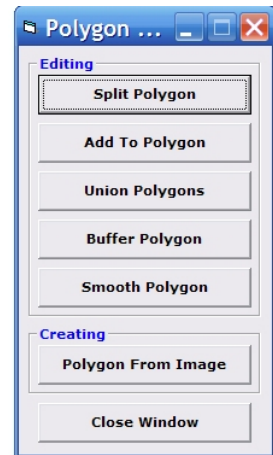 Polygon ...
Editing
Split Polygon
Add To Polygon
Union Polygons
Buffer Polygon
Smooth Polygon
Creating
Polygon From Image
Close Window